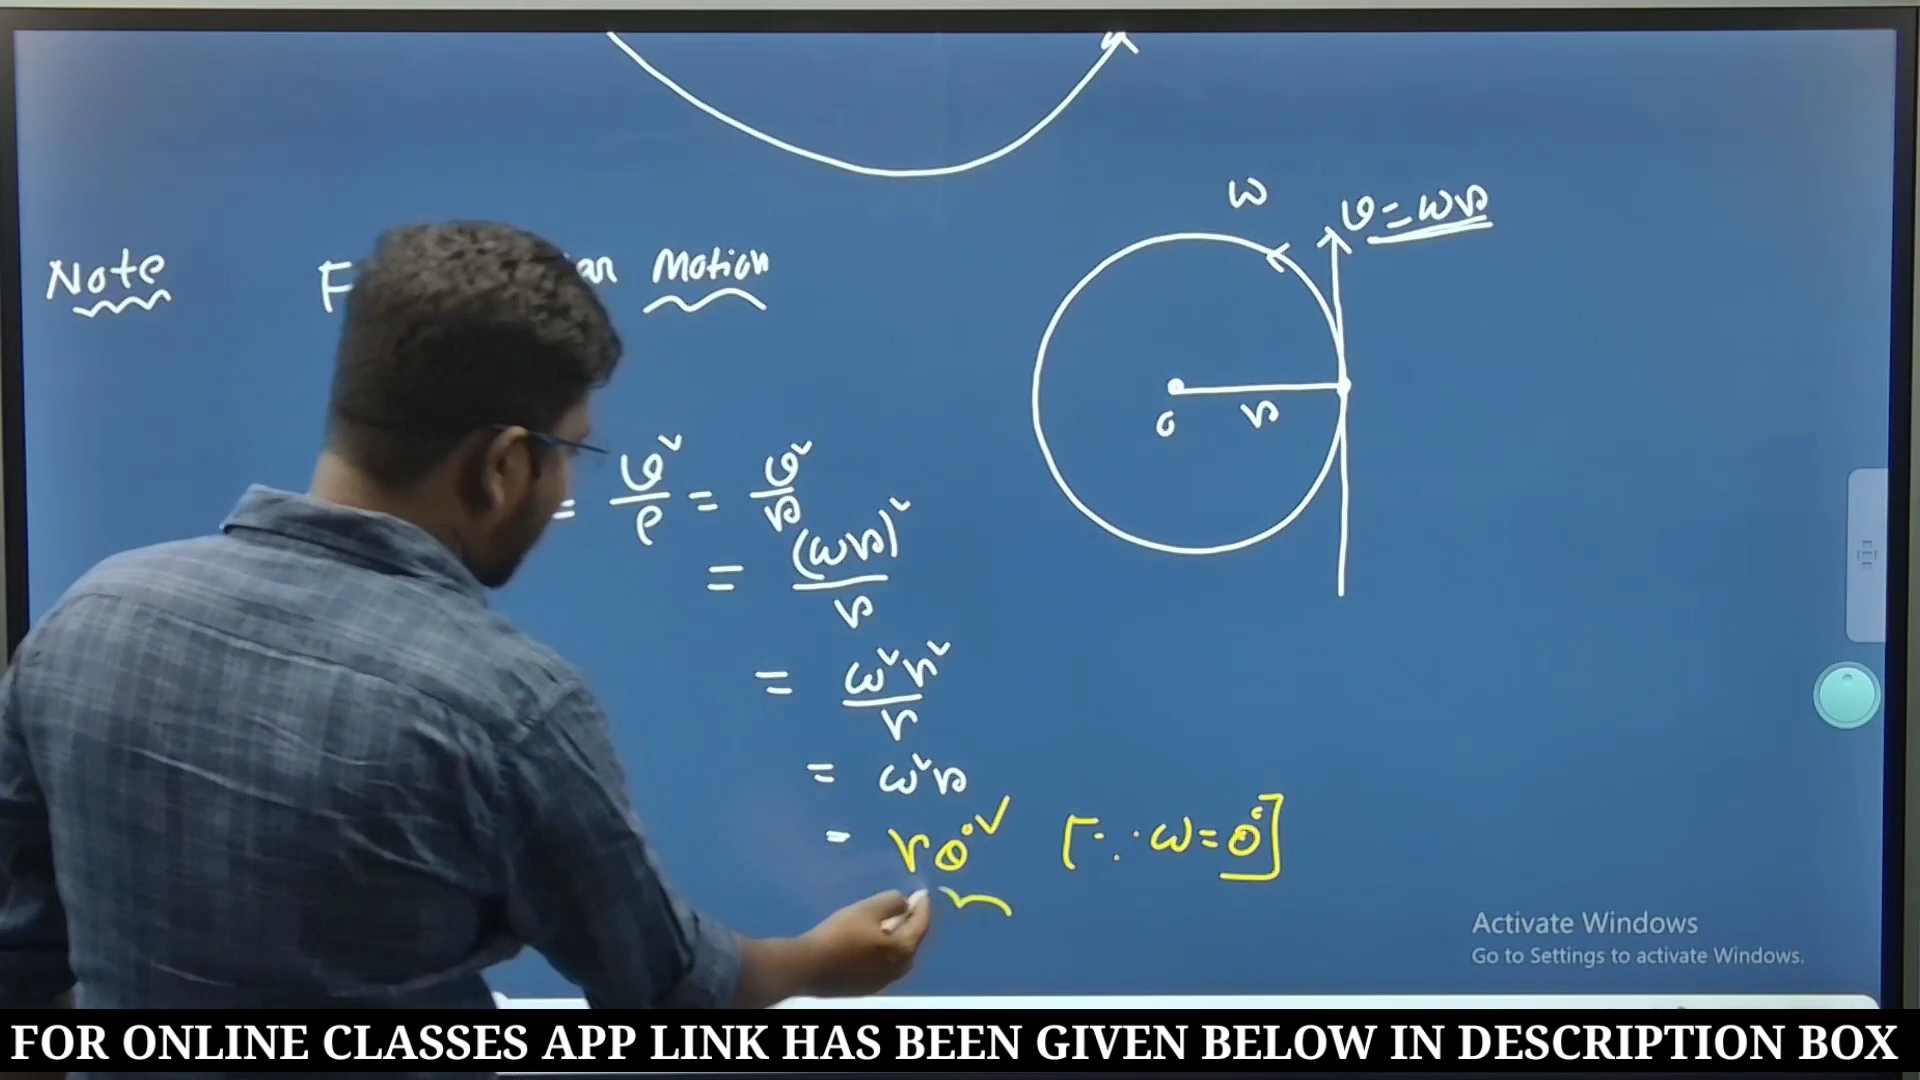 ω
v = ωr
Note
Motion
O r
= v²/ρ = v²/r
= (ωr)²/r
= ω²r²/r
= ω²r
= rθ̇² [∵ ω = θ̇]
Activate Windows
Go to Settings to activate Windows.
FOR ONLINE CLASSES APP LINK HAS BEEN GIVEN BELOW IN DESCRIPTION BOX